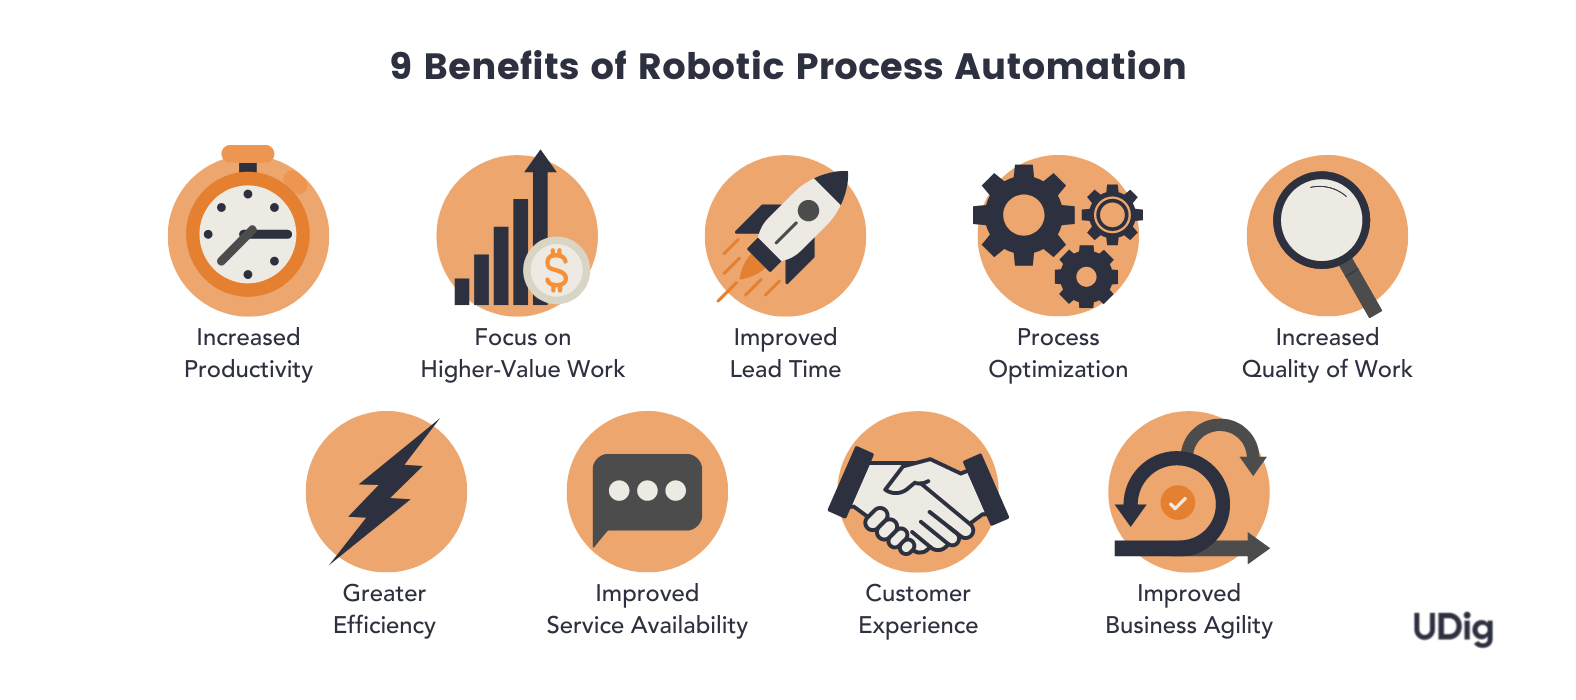 9 Benefits of Robotic Process Automation
Increased
Productivity
Focus on
Higher-Value Work
Improved
Lead Time
Process
Optimization
Increased
Quality of Work
Greater
Efficiency
Improved
Service Availability
Customer
Experience
Improved
Business Agility
UDig
$